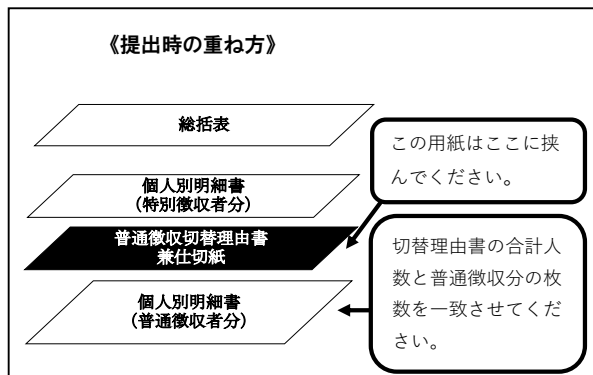 《提出時の重ね方》
総括表
個人別明細書
(特別徴収者分)
普通徴収切替理由書
兼仕切紙
個人別明細書
(普通徴収者分)
この用紙はここに挟
んでください。
切替理由書の合計人
数と普通徴収分の枚
数を一致させてくだ
さい。